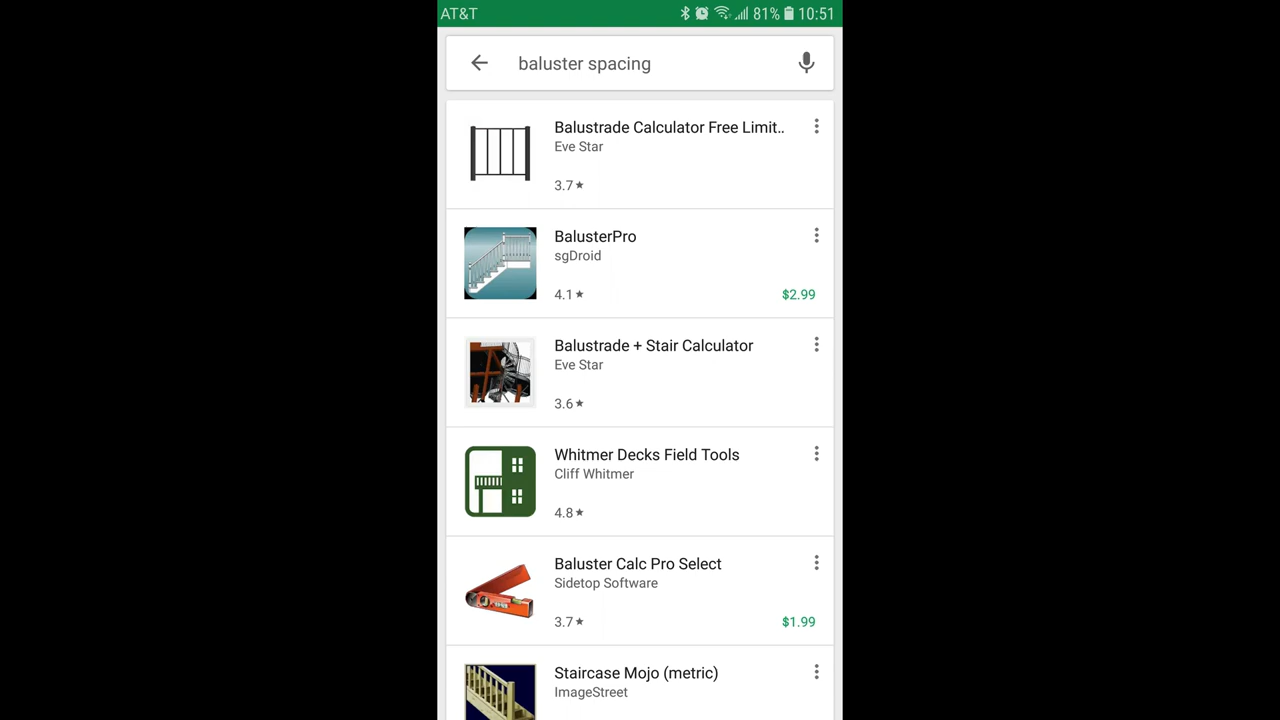 AT&T
81% 10:51
baluster spacing
Balustrade Calculator Free Limit..
Eve Star
3.7★
BalusterPro
sgDroid
4.1★
$2.99
Balustrade + Stair Calculator
Eve Star
3.6★
Whitmer Decks Field Tools
Cliff Whitmer
4.8★
Baluster Calc Pro Select
Sidetop Software
3.7★
$1.99
Staircase Mojo (metric)
ImageStreet